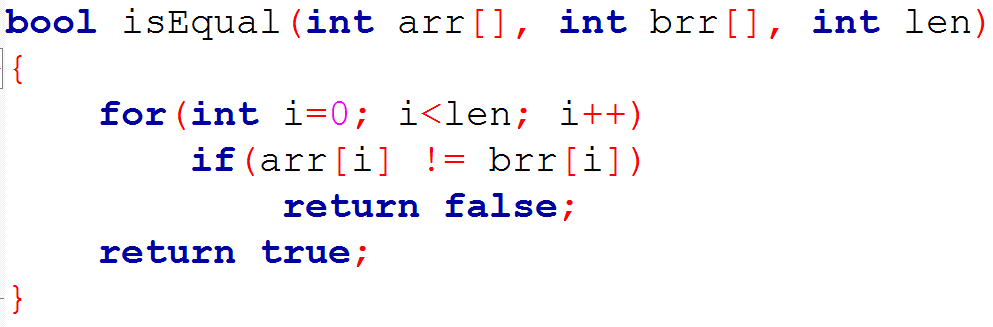 bool isEqual(int arr[], int brr[], int len)
{
    for(int i=0; i<len; i++)
        if(arr[i] != brr[i])
            return false;
    return true;
}